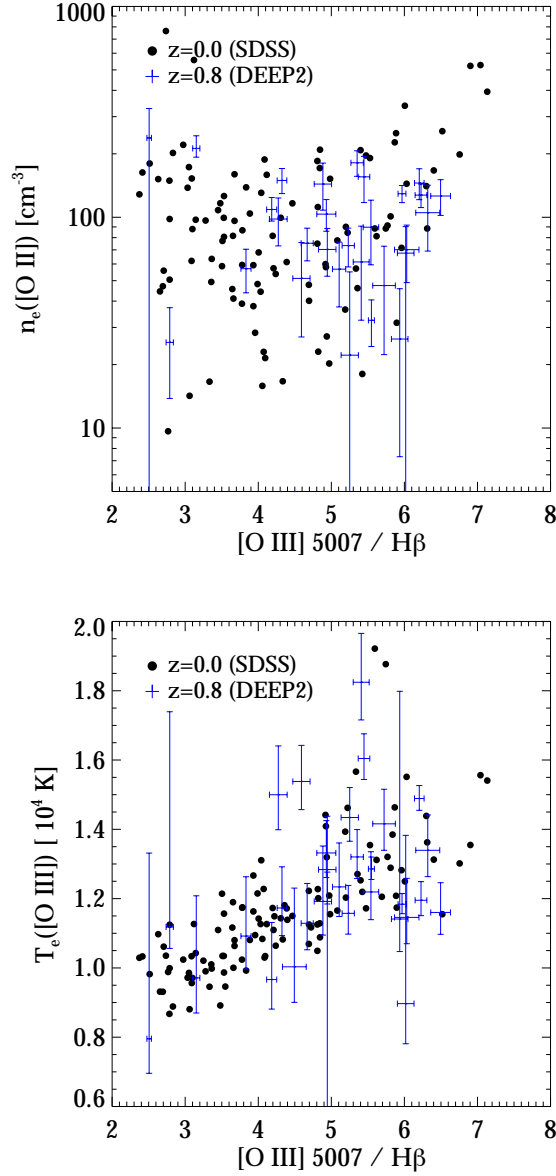 1000
z=0.0 (SDSS)
z=0.8 (DEEP2)
100
10
n_e([O II]) [cm^-3]
2 3 4 5 6 7 8
[O III] 5007 / Hβ
2.0
z=0.0 (SDSS)
z=0.8 (DEEP2)
1.8
1.6
1.4
1.2
1.0
0.8
0.6
T_e([O III]) [ 10^4 K]
2 3 4 5 6 7 8
[O III] 5007 / Hβ